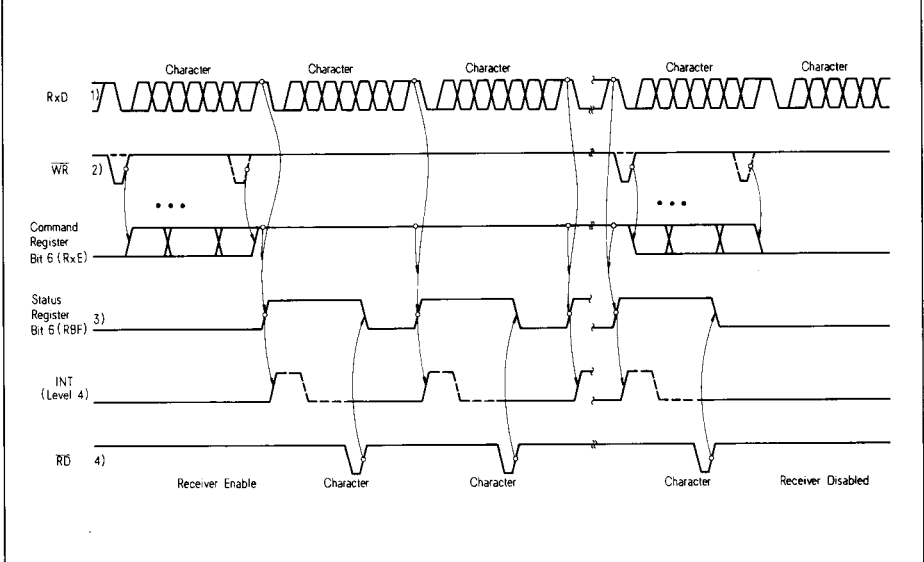 Character Character Character Character Character
RxD 1)
WR 2)
• • • • • •
Command
Register
Bit 6 (RxE)
Status
Register 3)
Bit 6 (RBF)
INT
(Level 4)
RD 4)
Receiver Enable Character Character Character Receiver Disabled